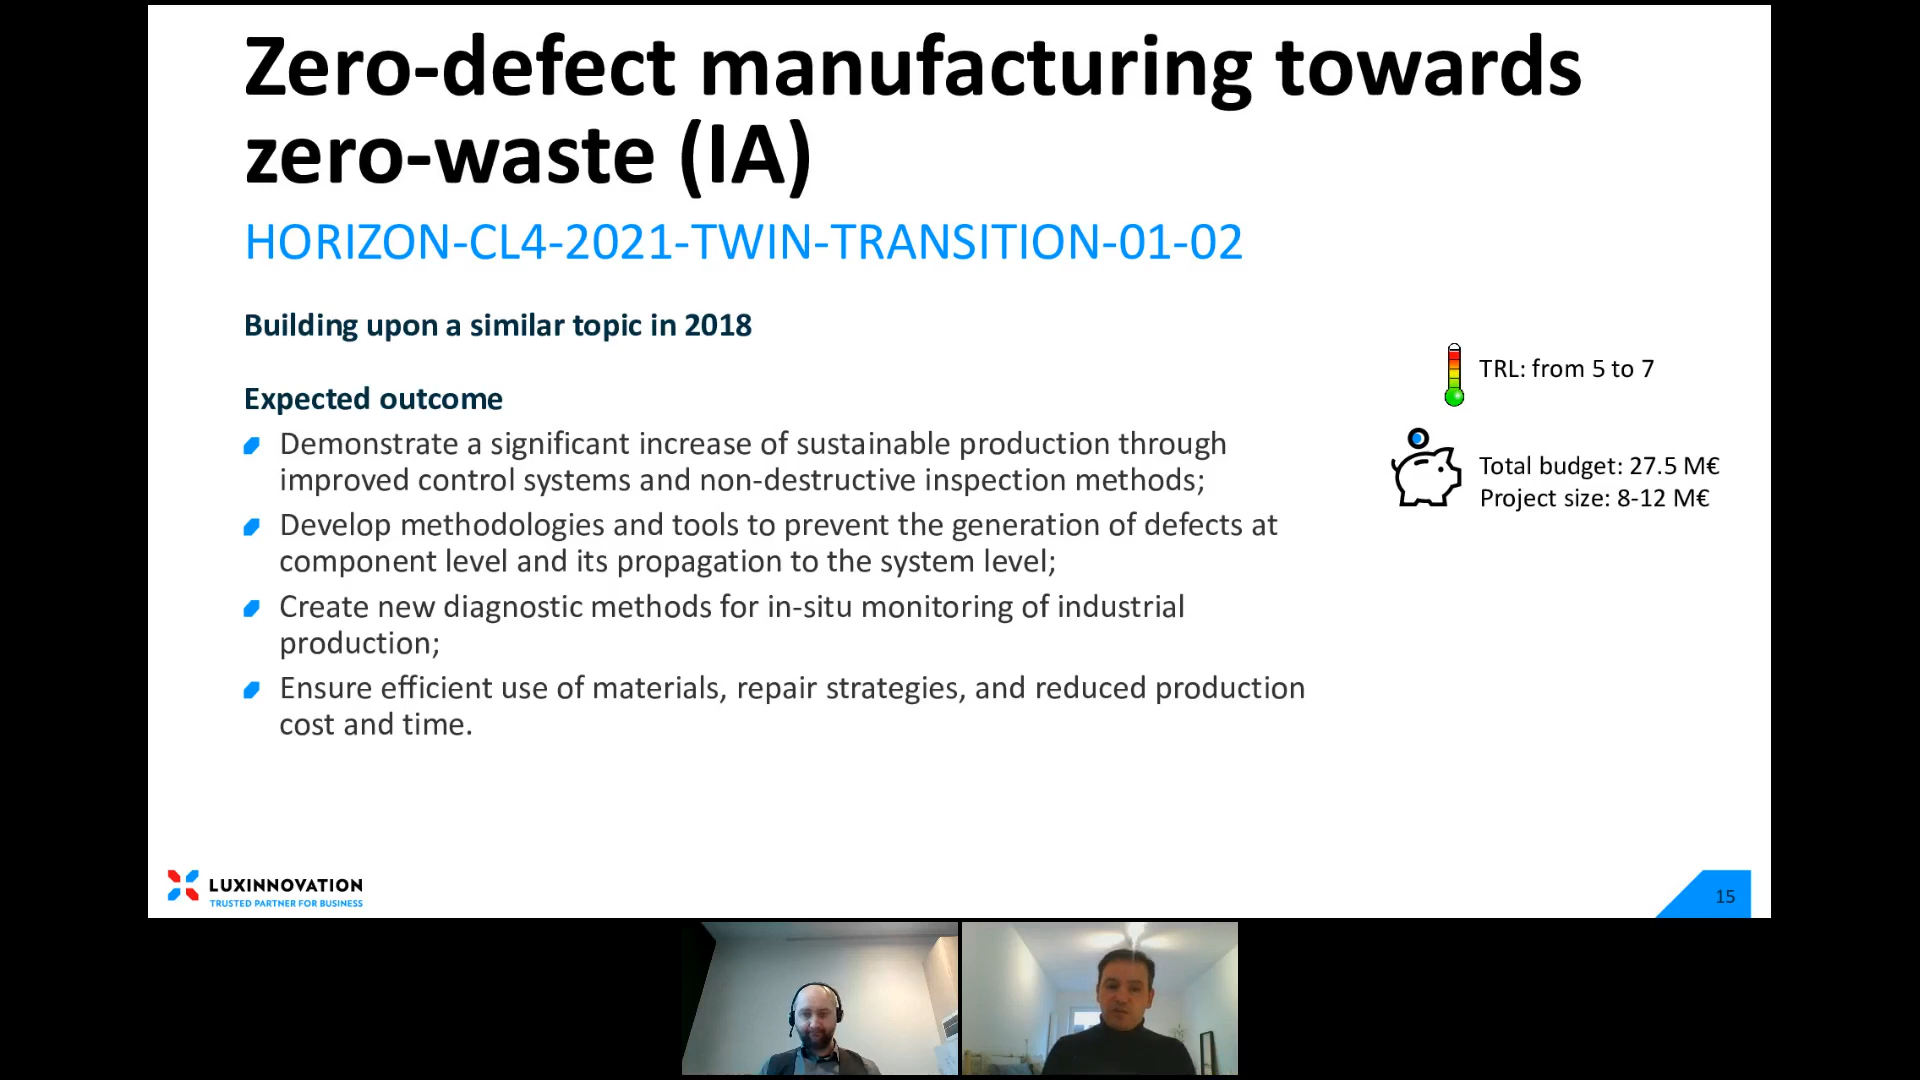 Zero-defect manufacturing towards
zero-waste (IA)
HORIZON-CL4-2021-TWIN-TRANSITION-01-02
Building upon a similar topic in 2018
Expected outcome
Demonstrate a significant increase of sustainable production through
improved control systems and non-destructive inspection methods;
Develop methodologies and tools to prevent the generation of defects at
component level and its propagation to the system level;
Create new diagnostic methods for in-situ monitoring of industrial
production;
Ensure efficient use of materials, repair strategies, and reduced production
cost and time.
TRL: from 5 to 7
Total budget: 27.5 M€
Project size: 8-12 M€
LUXINNOVATION
TRUSTED PARTNER FOR BUSINESS
15